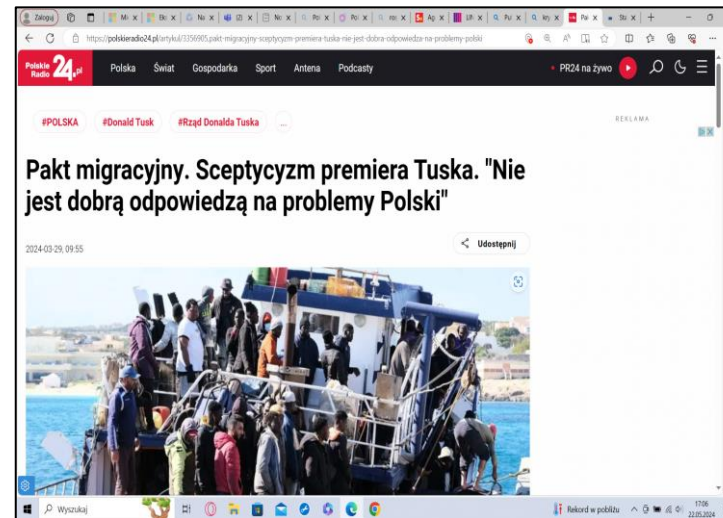 Zaloguj
https://polskieradio24.pl/artykul/3356905,pakt-migracyjny-sceptycyzm-premiera-tuska-nie-jest-dobra-odpowiedza-na-problemy-polski
Polskie Radio 24.pl
Polska Świat Gospodarka Sport Antena Podcasty
PR24 na żywo
#POLSKA #Donald Tusk #Rząd Donalda Tuska ...
REKLAMA
Pakt migracyjny. Sceptycyzm premiera Tuska. "Nie
jest dobrą odpowiedzą na problemy Polski"
2024-03-29, 09:55
Udostępnij
Wyszukaj
Rekord w pobliżu
17:06
22.05.2024